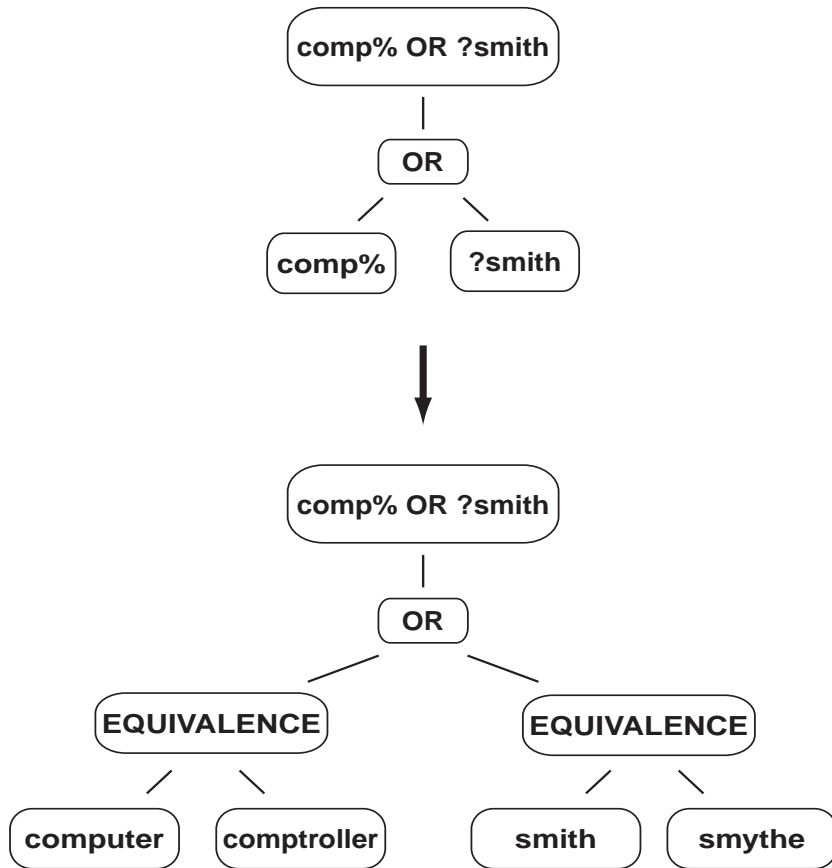 comp% OR ?smith
OR
comp%
?smith
comp% OR ?smith
OR
EQUIVALENCE
EQUIVALENCE
computer
comptroller
smith
smythe